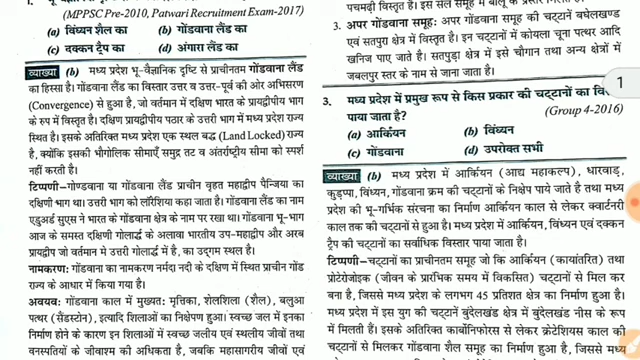 (MPPSC Pre-2010, Patwari Recruitment Exam-2017)
(a) विंध्यन शैल का (b) गोंडवाना लैंड का
(c) दक्कन ट्रैप का (d) अंगारा लैंड का
व्याख्या (b) मध्य प्रदेश भू-वैज्ञानिक दृष्टि से प्राचीनतम गोंडवाना लैंड
का हिस्सा है। गोंडवाना लैंड का विस्तार उत्तर व उत्तर-पूर्व की ओर अभिसरण
(Convergence) से हुआ है, जो वर्तमान में दक्षिण भारत के प्रायद्वीपीय भाग
के रुप में विस्तृत है। दक्षिण प्रायद्वीपीय पठार के उत्तरी भाग में मध्य प्रदेश राज्य
स्थित है। इसके अतिरिक्त मध्य प्रदेश एक स्थल बद्ध (Land Locked) राज्य
है, क्योंकि इसकी भौगोलिक सीमाएँ समुद्र तट व अंतर्राष्ट्रीय सीमा को स्पर्श
नहीं करती है।
टिप्पणी–गोण्डवाना या गोंडवाना लैंड प्राचीन वृहत महाद्वीप पैन्जिया का
दक्षिणी भाग था। उत्तरी भाग को लॉरेशिया कहा जाता है। गोंडवाना लैंड का नाम
एडुअर्ड सुएस ने भारत के गोंडवाना क्षेत्र के नाम पर रखा था। गोंडवाना भू-भाग
आज के समस्त दक्षिणी गोलार्द्ध के अलावा भारतीय उप-महाद्वीप और अरब
प्रायद्वीप जो वर्तमान मे उत्तरी गोलार्द्ध में है, का उद्गम स्थल है।
नामकरण: गोंडवाना का नामकरण नर्मदा नदी के दक्षिण में स्थित प्राचीन गोंड
राज्य के आधार में किया गया है।
अवयव: गोंडवाना काल में मुख्यत: मृत्तिका, शेलशिला (शैल), बलुआ
पत्थर (सैंडस्टोन), इत्यादि शिलाओं का निक्षेपण हुआ। स्वच्छ जल में इनका
निर्माण होने के कारण इन शिलाओं में स्वच्छ जलीय एवं स्थलीय जीवों तथा
वनस्पतियों के जीवाश्म की अधिकता है, जबकि महासागरीय जीवों एवं
पचमढ़ी विस्तृत है। इस सेल समूह में बालू के प्रस्तर मिलते
3. अपर गोंडवाना समूह: अपर गोंडवाना समूह की चट्टानें बघेलखण्ड
एवं सतपुरा क्षेत्र में विस्तृत है। इन चट्टानों में कोयला चूना पत्थर आदि
खनिज पाए जाते है। सतपुड़ा क्षेत्र में इसे चौगान तथा अन्य क्षेत्रों में
जबलपुर स्तर के नाम से जाना जाता है।
1
3. मध्य प्रदेश में प्रमुख रूप से किस प्रकार की चट्टानों का
पाया जाता है? (Group 4-2016)
(a) आर्कियन (b) विंध्यन
(c) गोंडवाना (d) उपरोक्त सभी
व्याख्या (b) मध्य प्रदेश में आर्कियन (आद्य महाकल्प), धारवाड़,
कुड़प्पा, विंध्यन, गोंडवाना क्रम की चट्टानों के निक्षेप पाये जाते है तथा मध्य
प्रदेश की भू-गर्भिक संरचना का निर्माण आर्कियन काल से लेकर क्वार्टनरी
काल तक की चट्टानों से हुआ है। मध्य प्रदेश में आर्कियन, विंध्यन एवं दक्कन
ट्रैप की चट्टानों का सर्वाधिक विस्तार पाया जाता है।
टिप्पणी–चट्टानों का प्राचीनतम समूह जो कि आर्कियन (कायांतरित) तथा
प्रोटेरोज़ोइक (जीवन के प्रारंभिक समय में विकसित) चट्टानों से मिल कर
बना है, जिससे मध्य प्रदेश के लगभग 45 प्रतिशत क्षेत्र का निर्माण हुआ है।
मध्य प्रदेश में इस युग की चट्टानें बुंदेलखंड क्षेत्र में बुंदेलखंड नीस के रूप
में मिलती हैं। इसके अतिरिक्त कार्बोनिफेरस से लेकर क्रेटेशियस काल की
चट्टानों से मिलकर गोंडवाना शैल समूह का निर्माण हुआ है, जिससे मध्य